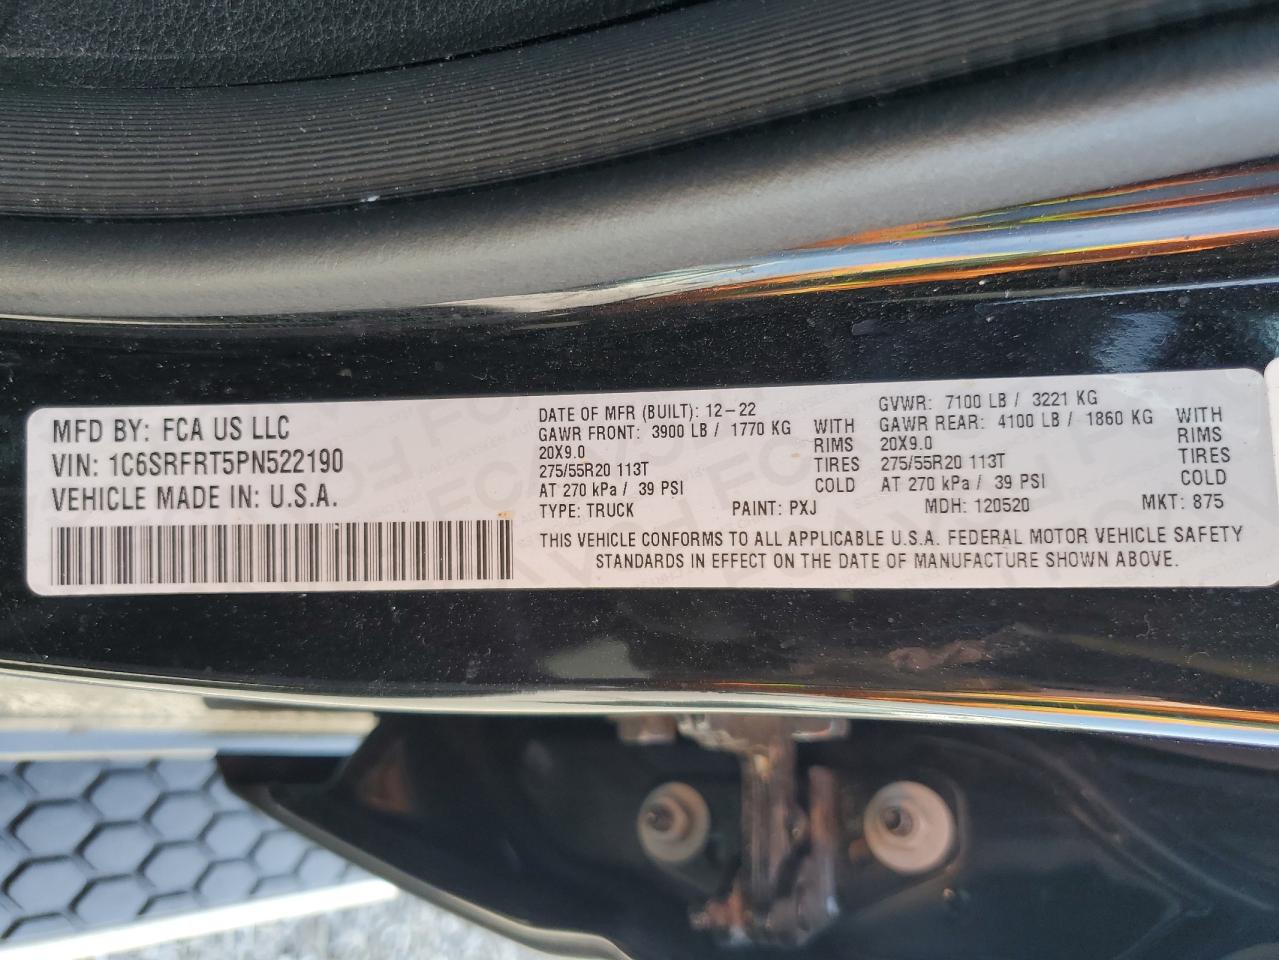 MFD BY: FCA US LLC
VIN: 1C6SRFRT5PN522190
VEHICLE MADE IN: U.S.A.
DATE OF MFR (BUILT): 12-22
GAWR FRONT: 3900 LB / 1770 KG WITH
20X9.0 RIMS
275/55R20 113T TIRES
AT 270 kPa / 39 PSI COLD
TYPE: TRUCK PAINT: PXJ
GVWR: 7100 LB / 3221 KG
GAWR REAR: 4100 LB / 1860 KG WITH
20X9.0 RIMS
275/55R20 113T TIRES
AT 270 kPa / 39 PSI COLD
MDH: 120520 MKT: 875
THIS VEHICLE CONFORMS TO ALL APPLICABLE U.S.A. FEDERAL MOTOR VEHICLE SAFETY
STANDARDS IN EFFECT ON THE DATE OF MANUFACTURE SHOWN ABOVE.